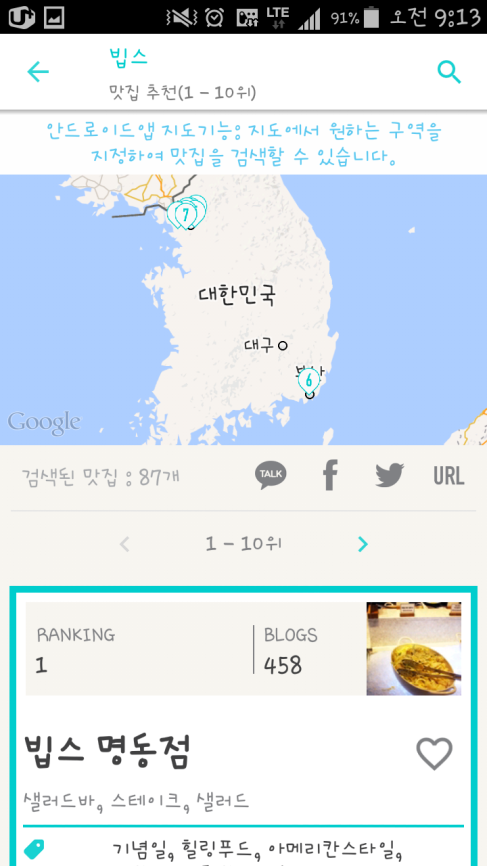 LTE 91% 오전 9:13
빕스
맛집 추천(1 - 10위)
안드로이드앱 지도기능: 지도에서 원하는 구역을
지정하여 맛집을 검색할 수 있습니다.
7
대한민국
대구
부산
6
Google
검색된 맛집 : 87개
TALK
URL
1 - 10위
RANKING
BLOGS
1
458
빕스 명동점
샐러드바, 스테이크, 샐러드
기념일, 힐링푸드, 아메리칸스타일,